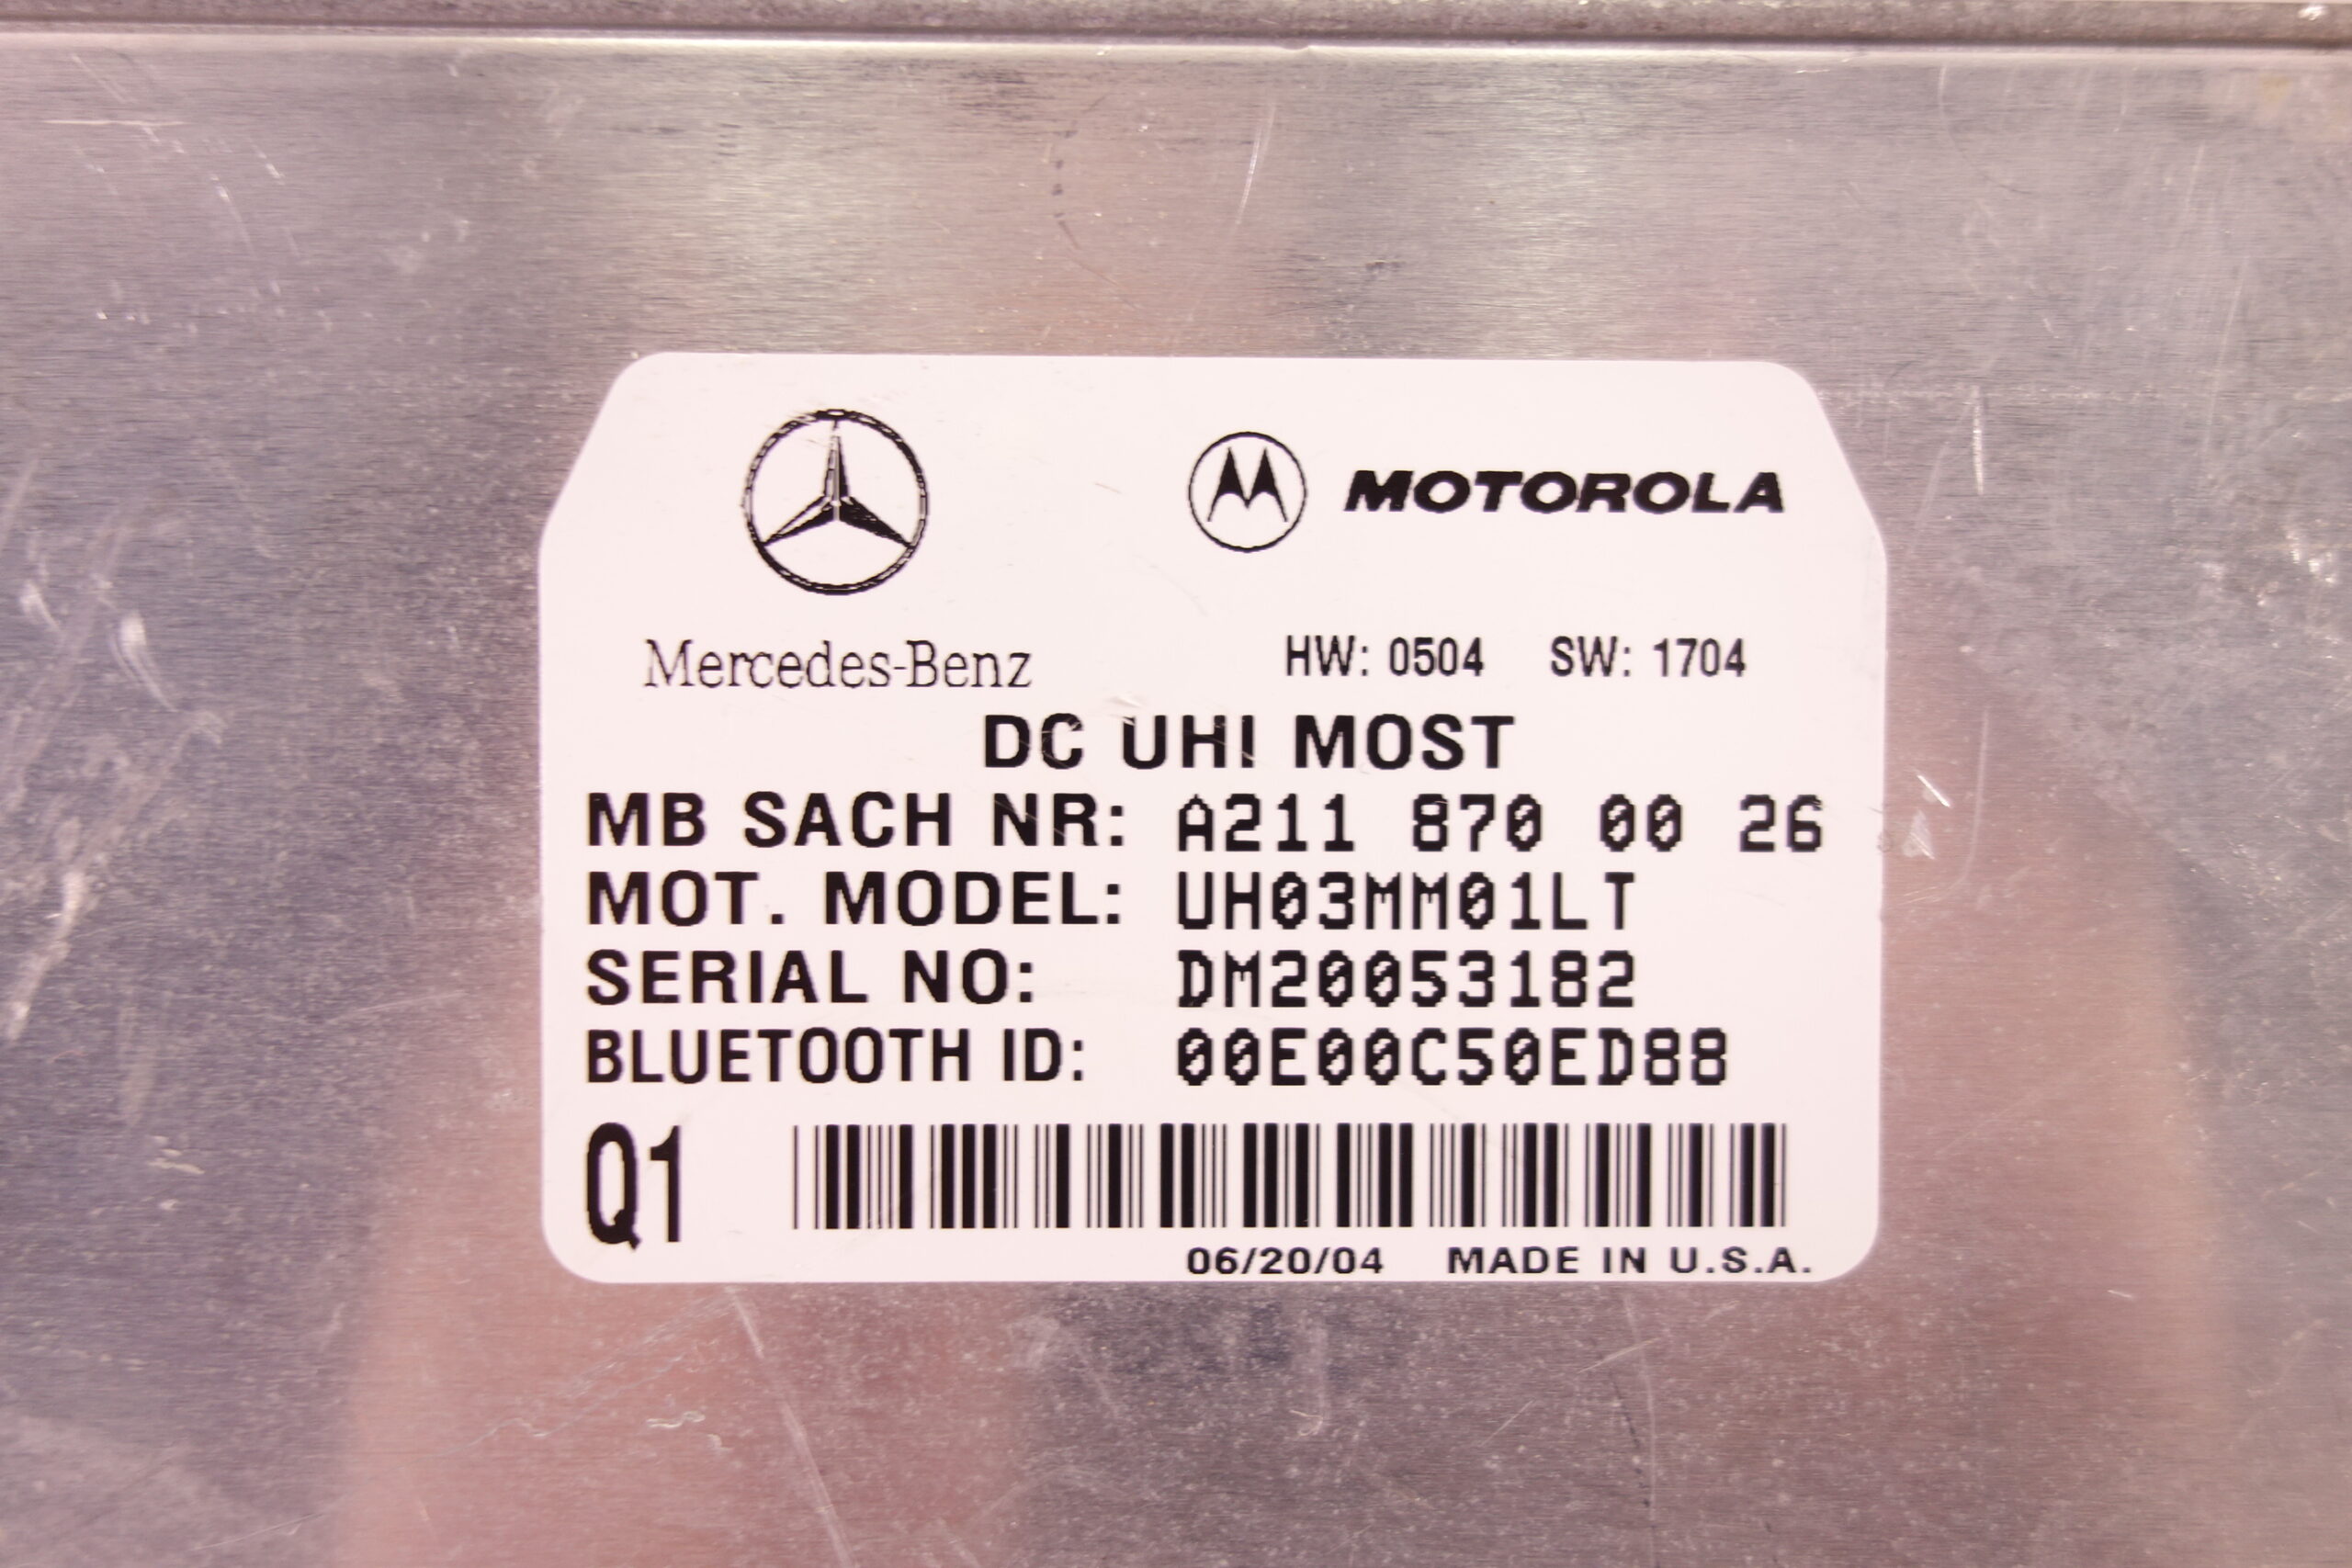 MOTOROLA
Mercedes-Benz HW: 0504 SW: 1704
DC UHI MOST
MB SACH NR: A211 870 00 26
MOT. MODEL: UH03MM01LT
SERIAL NO: DM20053182
BLUETOOTH ID: 00E00C50ED88
Q1
06/20/04 MADE IN U.S.A.